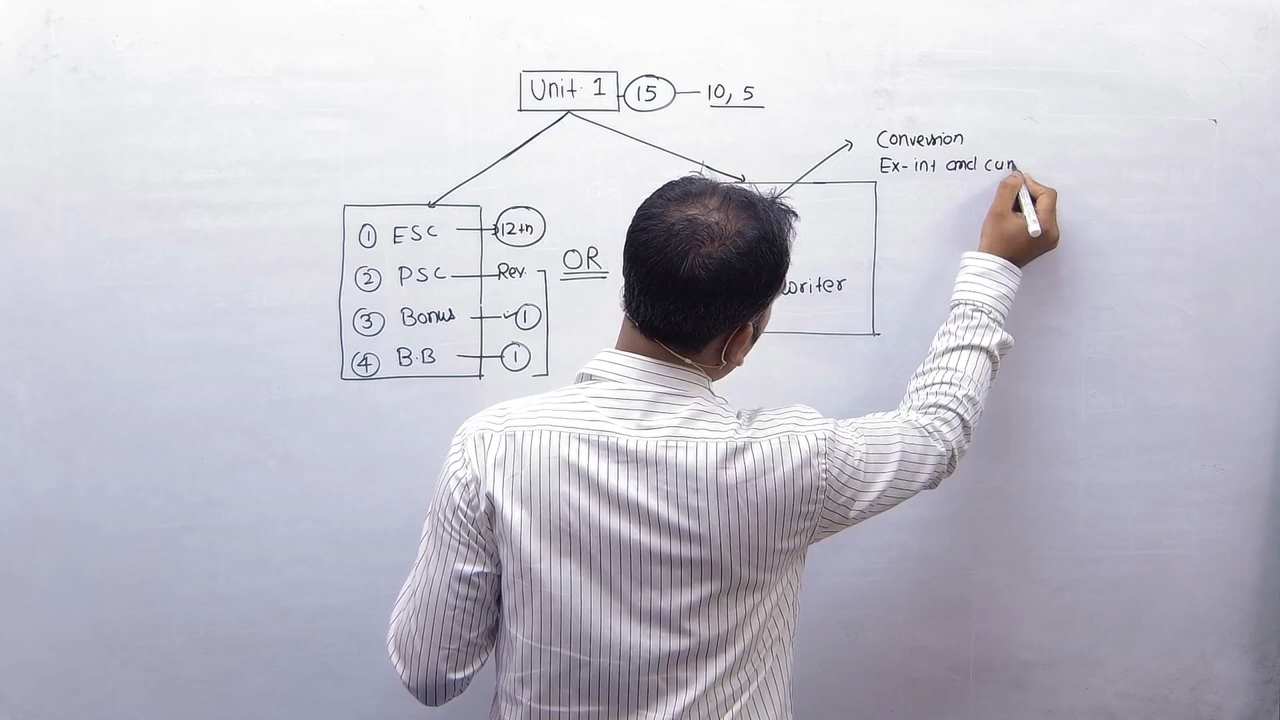 Unit. 1 15 — 10, 5
Conversion
Ex-int and cum
① ESC 12+n
② PSC Rev.
③ Bonus ①
④ B.B ①
OR
writer